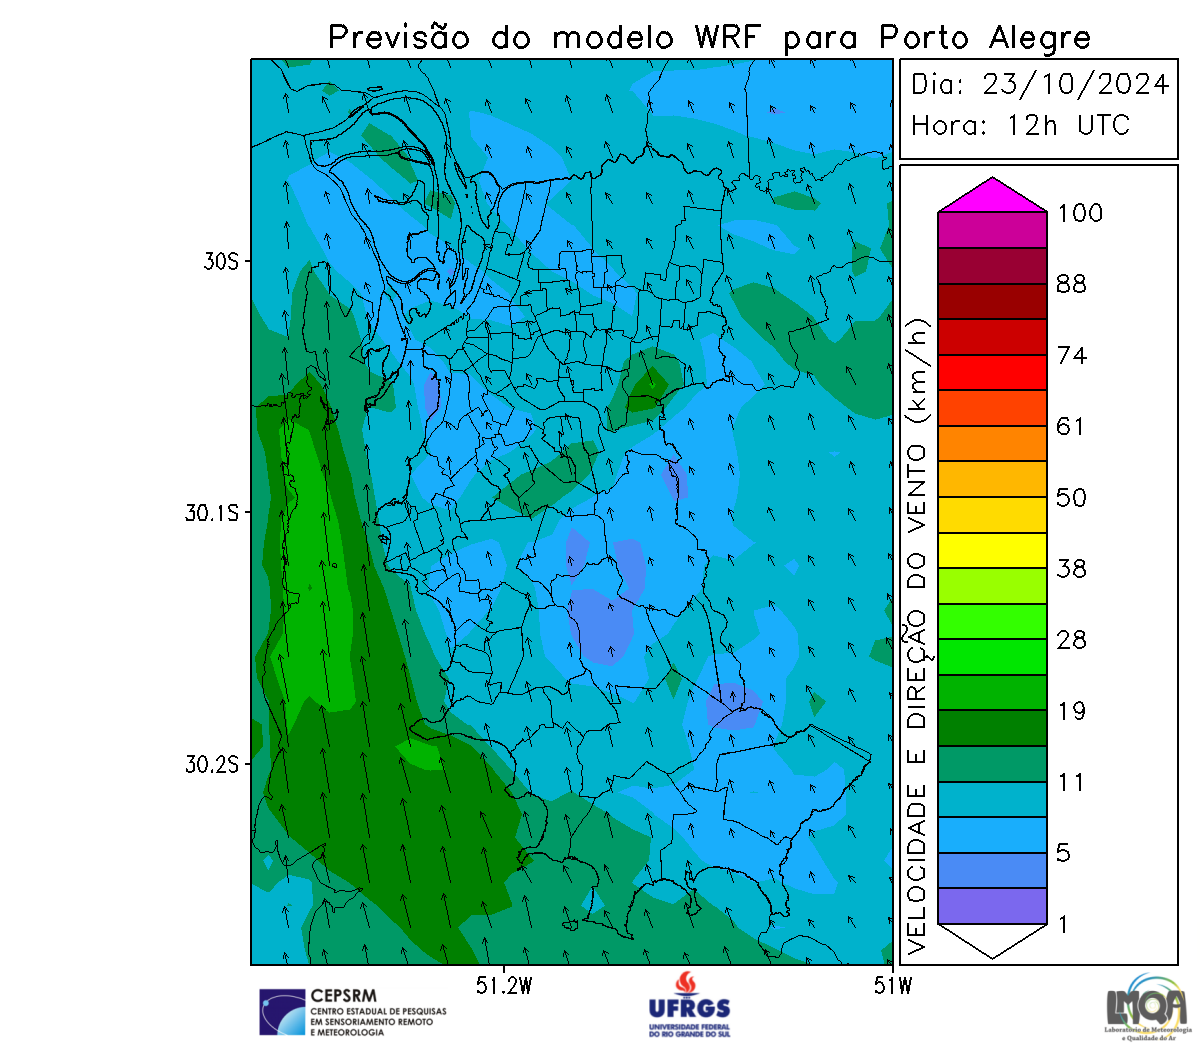 Previsão do modelo WRF para Porto Alegre
Dia: 23/10/2024
Hora: 12h UTC
30S
30.1S
30.2S
51.2W
51W
VELOCIDADE E DIREÇÃO DO VENTO (km/h)
100
88
74
61
50
38
28
19
11
5
1
CEPSRM
CENTRO ESTADUAL DE PESQUISAS
EM SENSORIAMENTO REMOTO
E METEOROLOGIA
UFRGS
UNIVERSIDADE FEDERAL
DO RIO GRANDE DO SUL
LMQA
Laboratório de Meteorologia
e Qualidade do Ar